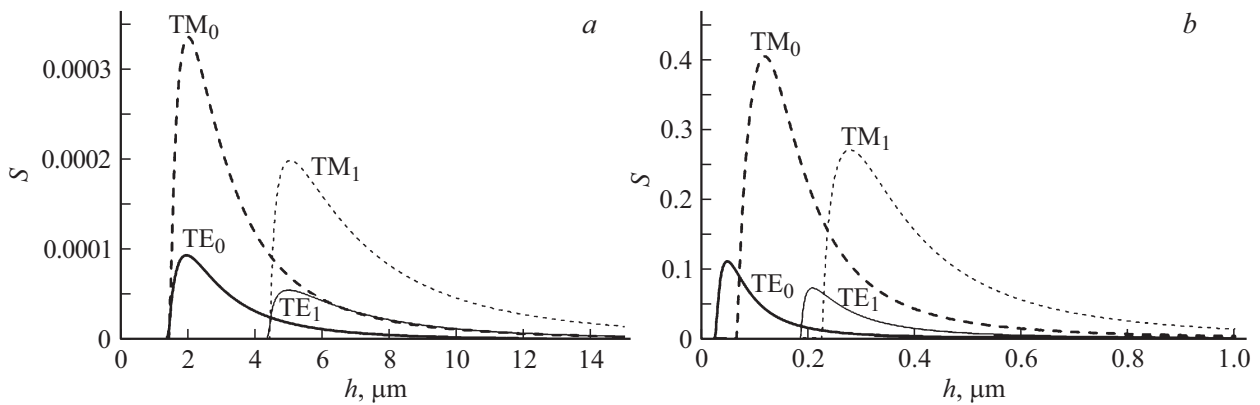 a
TM₀
TM₁
TE₀
TE₁
S
0.0003
0.0002
0.0001
0
0 2 4 6 8 10 12 14
h, μm
b
TM₀
TM₁
TE₀
TE₁
S
0.4
0.3
0.2
0.1
0
0 0.2 0.4 0.6 0.8 1.0
h, μm